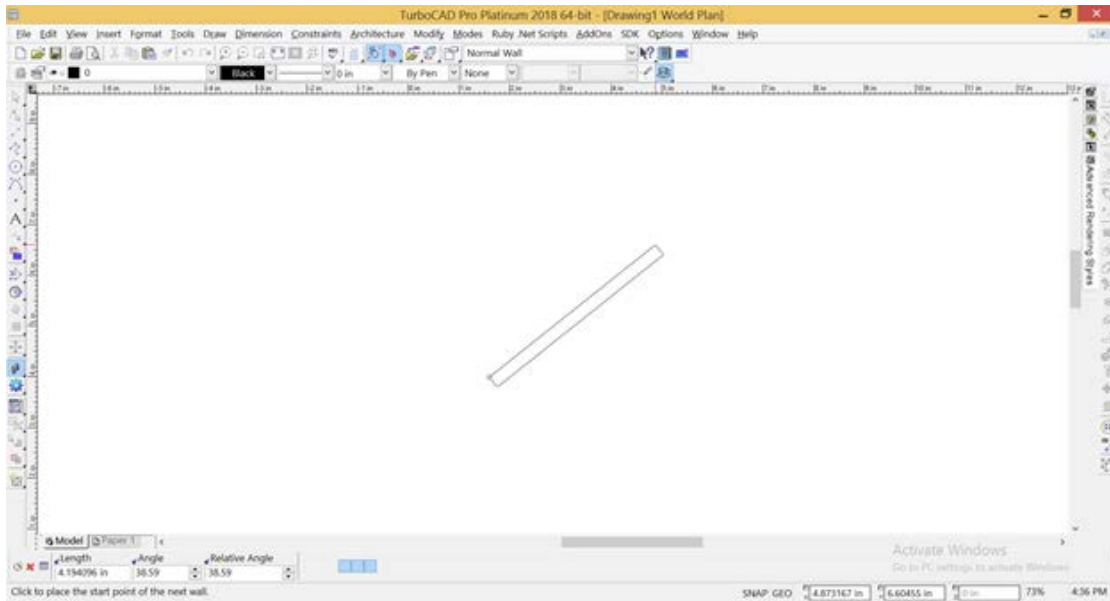 TurboCAD Pro Platinum 2018 64-bit - [Drawing1 World Plan]
File Edit View Insert Format Tools Draw Dimension Constraints Architecture Modify Modes Ruby .Net Scripts AddOns SDK Options Window Help
Normal Wall
0 Black 0 in By Pen None
Advanced Rendering Styles
Model Paper 1
Length Angle Relative Angle
4.194096 in 38.59 38.59
Activate Windows
Go to PC settings to activate Windows
Click to place the start point of the next wall. SNAP GEO 4.873167 in 6.60455 in 0 in 73% 4:36 PM